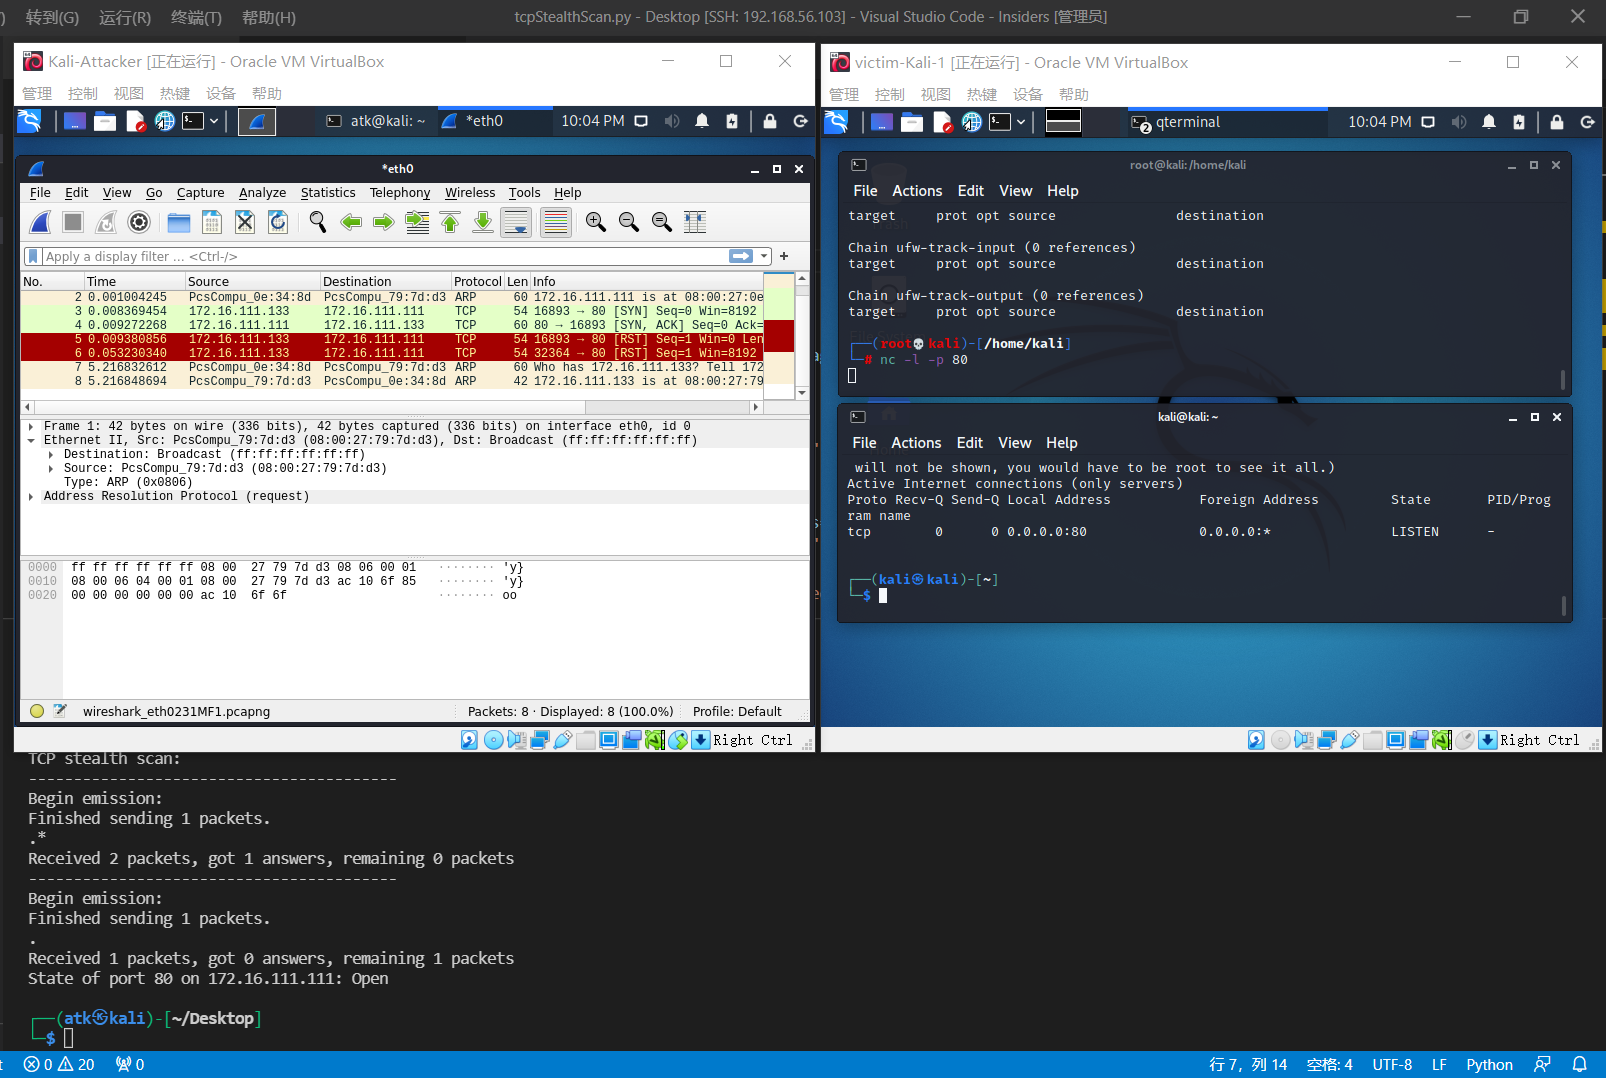 转到(G) 运行(R) 终端(T) 帮助(H) tcpStealthScan.py - Desktop [SSH: 192.168.56.103] - Visual Studio Code - Insiders [管理员]
Kali-Attacker [正在运行] - Oracle VM VirtualBox
管理 控制 视图 热键 设备 帮助
atk@kali: ~ *eth0 10:04 PM
*eth0
File Edit View Go Capture Analyze Statistics Telephony Wireless Tools Help
Apply a display filter ... <Ctrl-/>
No. Time Source Destination Protocol Len Info
2 0.001004245 PcsCompu_0e:34:8d PcsCompu_79:7d:d3 ARP 60 172.16.111.111 is at 08:00:27:0e
3 0.008369454 172.16.111.133 172.16.111.111 TCP 54 16893 → 80 [SYN] Seq=0 Win=8192
4 0.009272268 172.16.111.111 172.16.111.133 TCP 60 80 → 16893 [SYN, ACK] Seq=0 Ack=
5 0.009380856 172.16.111.133 172.16.111.111 TCP 54 16893 → 80 [RST] Seq=1 Win=0 Len
6 0.053230340 172.16.111.133 172.16.111.111 TCP 54 32364 → 80 [RST] Seq=1 Win=8192
7 5.216832612 PcsCompu_0e:34:8d PcsCompu_79:7d:d3 ARP 60 Who has 172.16.111.133? Tell 172
8 5.216848694 PcsCompu_79:7d:d3 PcsCompu_0e:34:8d ARP 42 172.16.111.133 is at 08:00:27:79
Frame 1: 42 bytes on wire (336 bits), 42 bytes captured (336 bits) on interface eth0, id 0
Ethernet II, Src: PcsCompu_79:7d:d3 (08:00:27:79:7d:d3), Dst: Broadcast (ff:ff:ff:ff:ff:ff)
Destination: Broadcast (ff:ff:ff:ff:ff:ff)
Source: PcsCompu_79:7d:d3 (08:00:27:79:7d:d3)
Type: ARP (0x0806)
Address Resolution Protocol (request)
0000 ff ff ff ff ff ff 08 00 27 79 7d d3 08 06 00 01 ········ 'y}
0010 08 00 06 04 00 01 08 00 27 79 7d d3 ac 10 6f 85 ········ 'y}
0020 00 00 00 00 00 00 ac 10 6f 6f ········ oo
wireshark_eth0231MF1.pcapng Packets: 8 · Displayed: 8 (100.0%) Profile: Default
Right Ctrl
victim-Kali-1 [正在运行] - Oracle VM VirtualBox
管理 控制 视图 热键 设备 帮助
2 qterminal 10:04 PM
root@kali: /home/kali
File Actions Edit View Help
target prot opt source destination
Chain ufw-track-input (0 references)
target prot opt source destination
Chain ufw-track-output (0 references)
target prot opt source destination
┌──(root💀kali)-[/home/kali]
└─# nc -l -p 80
kali@kali: ~
File Actions Edit View Help
will not be shown, you would have to be root to see it all.)
Active Internet connections (only servers)
Proto Recv-Q Send-Q Local Address Foreign Address State PID/Prog
ram name
tcp 0 0 0.0.0.0:80 0.0.0.0:* LISTEN -
┌──(kali㉿kali)-[~]
└─$
Right Ctrl
TCP stealth scan:
-----------------------------------------
Begin emission:
Finished sending 1 packets.
.*
Received 2 packets, got 1 answers, remaining 0 packets
-----------------------------------------
Begin emission:
Finished sending 1 packets.
.
Received 1 packets, got 0 answers, remaining 1 packets
State of port 80 on 172.16.111.111: Open
┌──(atk㉿kali)-[~/Desktop]
└─$
0 20 0 行 7, 列 14 空格: 4 UTF-8 LF Python